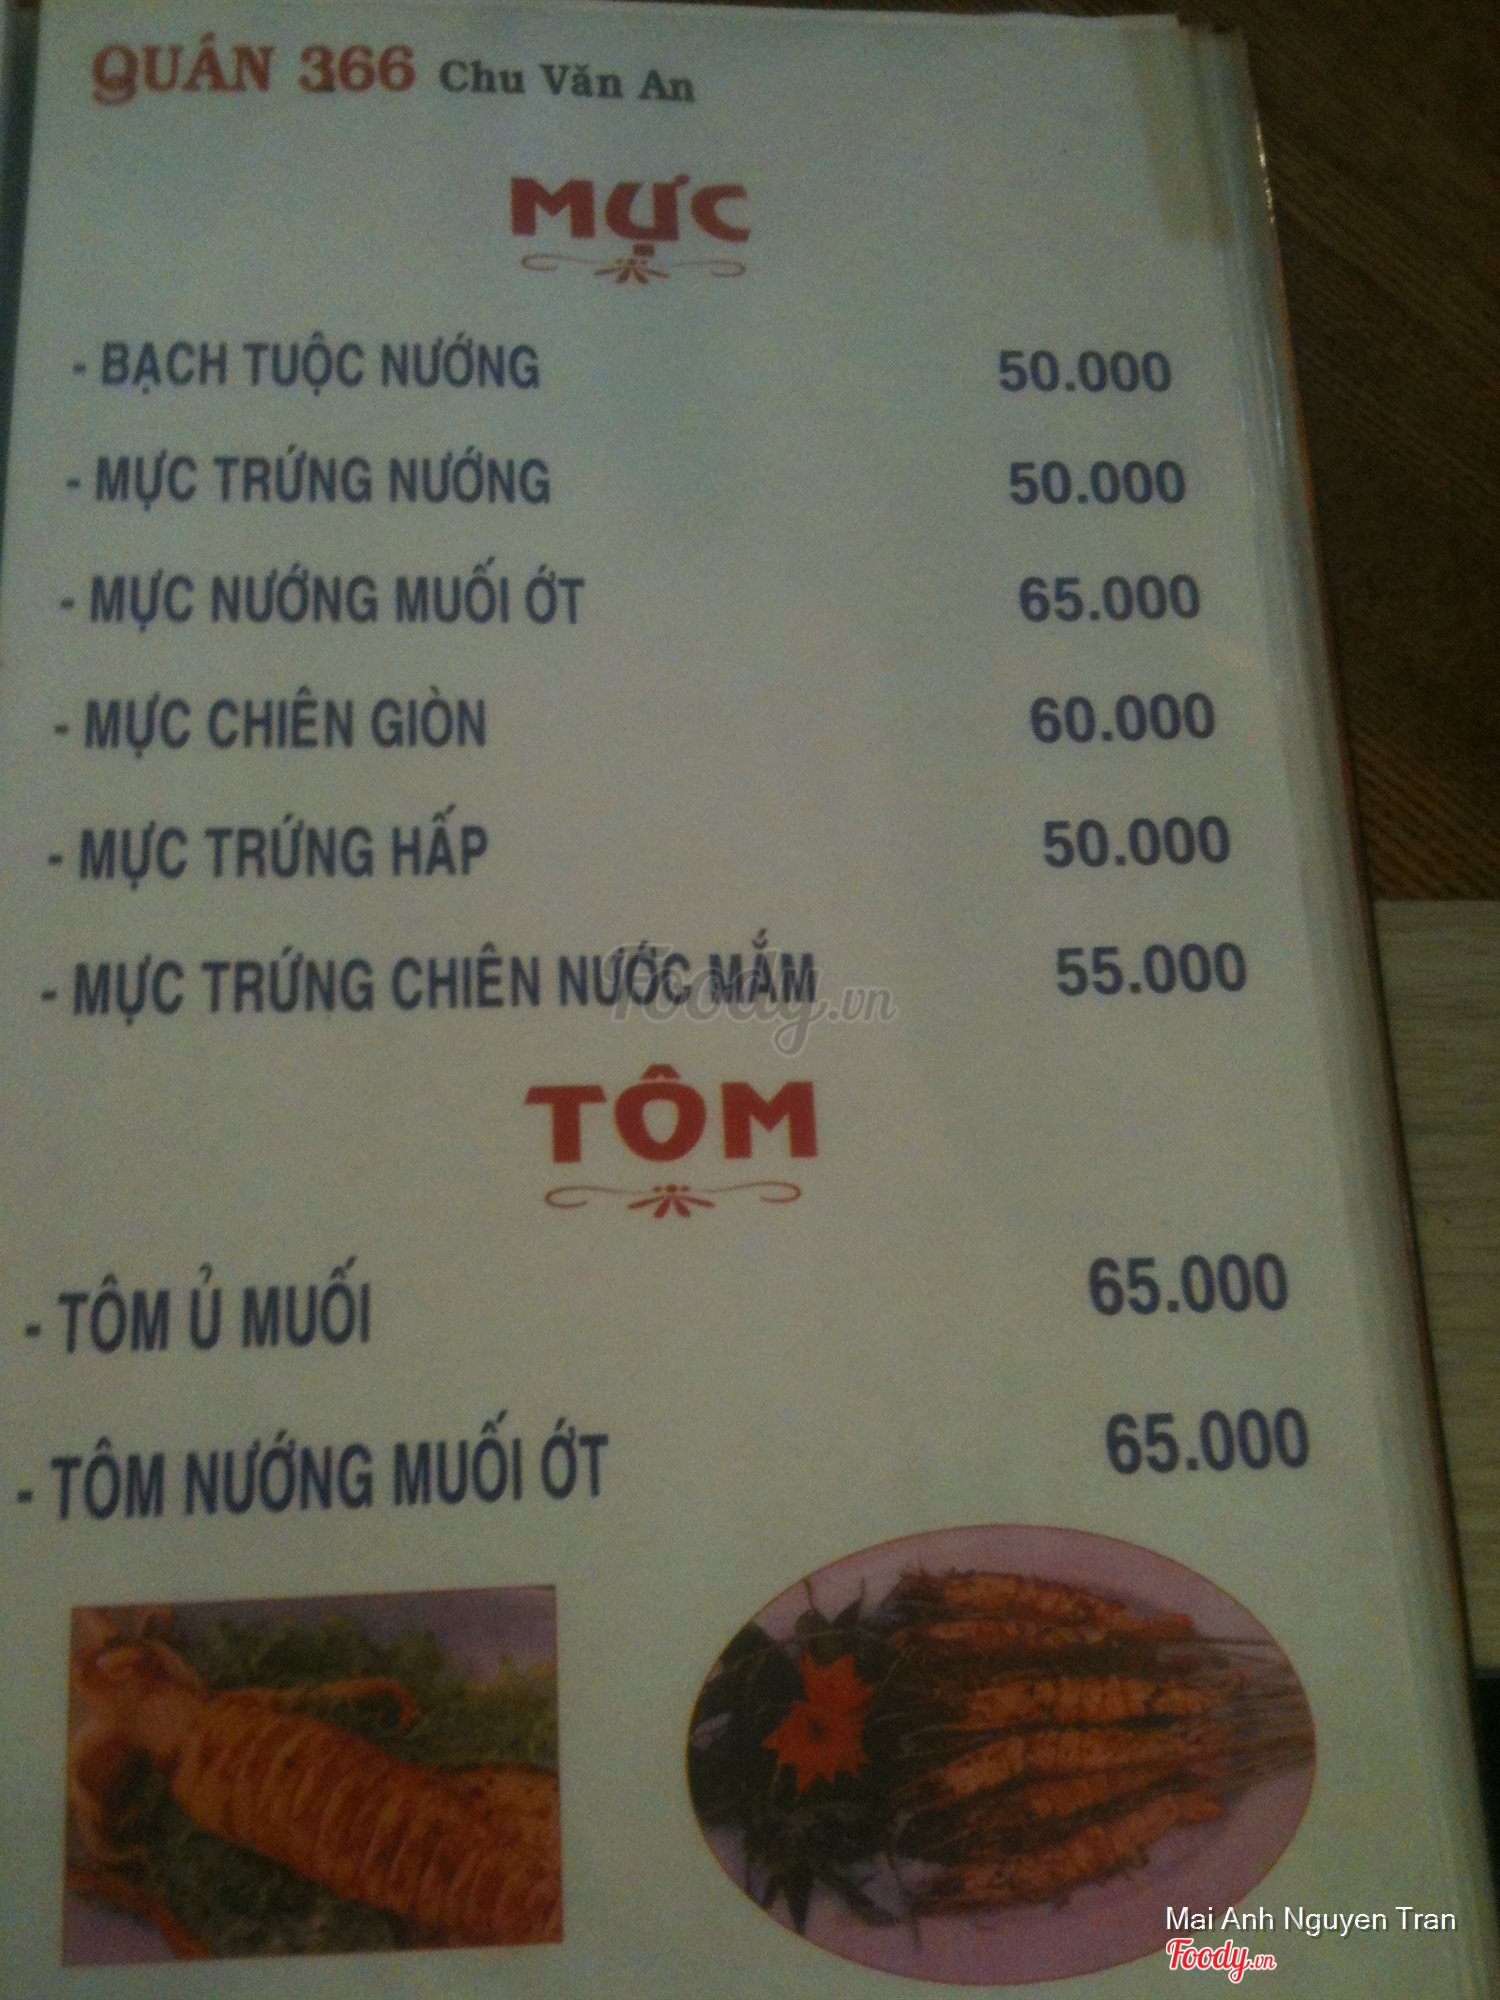 QUÁN 366 Chu Văn An
MỰC
- BẠCH TUỘC NƯỚNG 50.000
- MỰC TRỨNG NƯỚNG 50.000
- MỰC NƯỚNG MUỐI ỚT 65.000
- MỰC CHIÊN GIÒN 60.000
- MỰC TRỨNG HẤP 50.000
- MỰC TRỨNG CHIÊN NƯỚC MẮM 55.000
Foody.vn
TÔM
- TÔM Ủ MUỐI 65.000
- TÔM NƯỚNG MUỐI ỚT 65.000
Mai Anh Nguyen Tran
Foody.vn